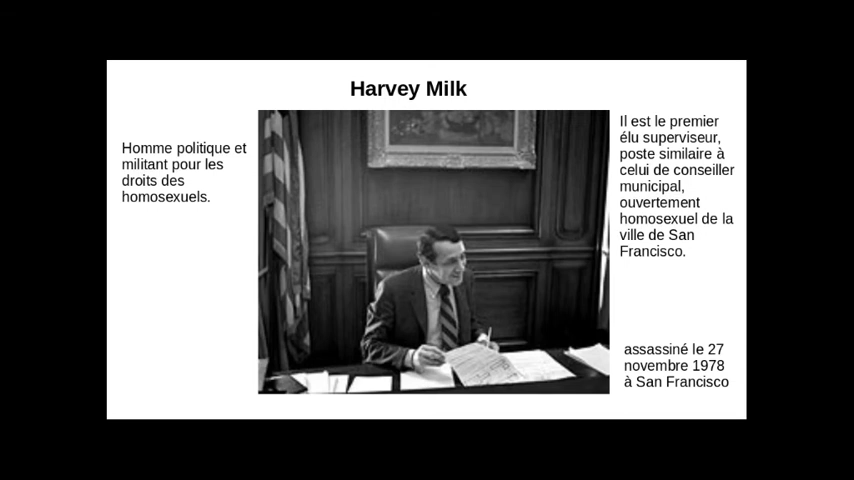 Harvey Milk
Homme politique et
militant pour les
droits des
homosexuels.
Il est le premier
élu superviseur,
poste similaire à
celui de conseiller
municipal,
ouvertement
homosexuel de la
ville de San
Francisco.
assassiné le 27
novembre 1978
à San Francisco